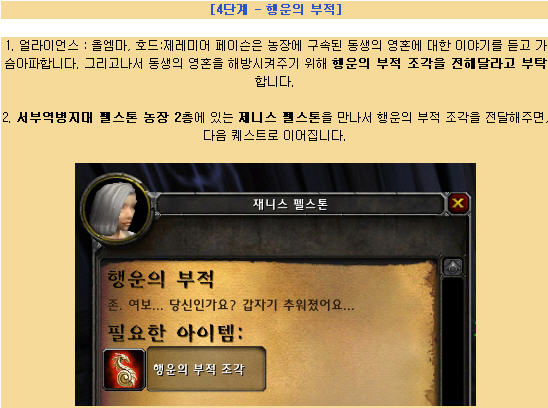 [4단계 - 행운의 부적]
1. 얼라이언스 : 올엠마, 호드:제레미어 페이슨은 농장에 구속된 동생의 영혼에 대한 이야기를 듣고 가
슴아파합니다. 그리고나서 동생의 영혼을 해방시켜주기 위해 행운의 부적 조각을 전해달라고 부탁
합니다.
2. 서부역병지대 펠스톤 농장 2층에 있는 재니스 펠스톤을 만나서 행운의 부적 조각을 전달해주면,
다음 퀘스트로 이어집니다.
재니스 펠스톤
행운의 부적
존. 여보... 당신인가요? 갑자기 추워졌어요...
필요한 아이템:
행운의 부적 조각